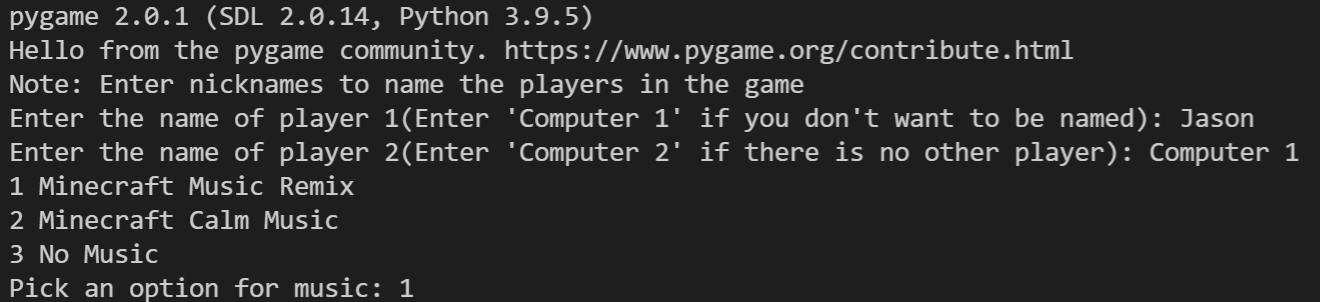 pygame 2.0.1 (SDL 2.0.14, Python 3.9.5)
Hello from the pygame community. https://www.pygame.org/contribute.html
Note: Enter nicknames to name the players in the game
Enter the name of player 1(Enter 'Computer 1' if you don't want to be named): Jason
Enter the name of player 2(Enter 'Computer 2' if there is no other player): Computer 1
1 Minecraft Music Remix
2 Minecraft Calm Music
3 No Music
Pick an option for music: 1